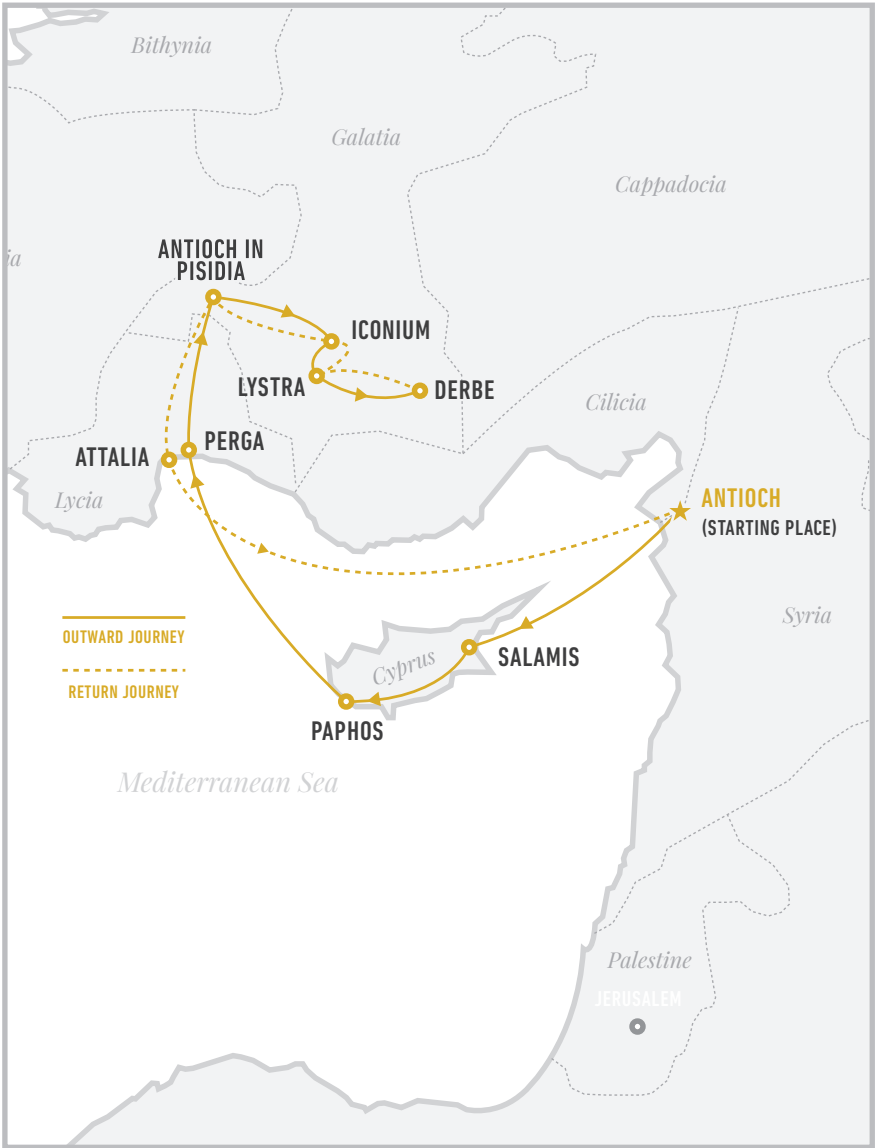 Bithynia
Galatia
Cappadocia
ia
ANTIOCH IN
PISIDIA
ICONIUM
LYSTRA
DERBE
Cilicia
PERGA
ATTALIA
Lycia
ANTIOCH
(STARTING PLACE)
Syria
OUTWARD JOURNEY
RETURN JOURNEY
Cyprus
SALAMIS
PAPHOS
Mediterranean Sea
Palestine
JERUSALEM